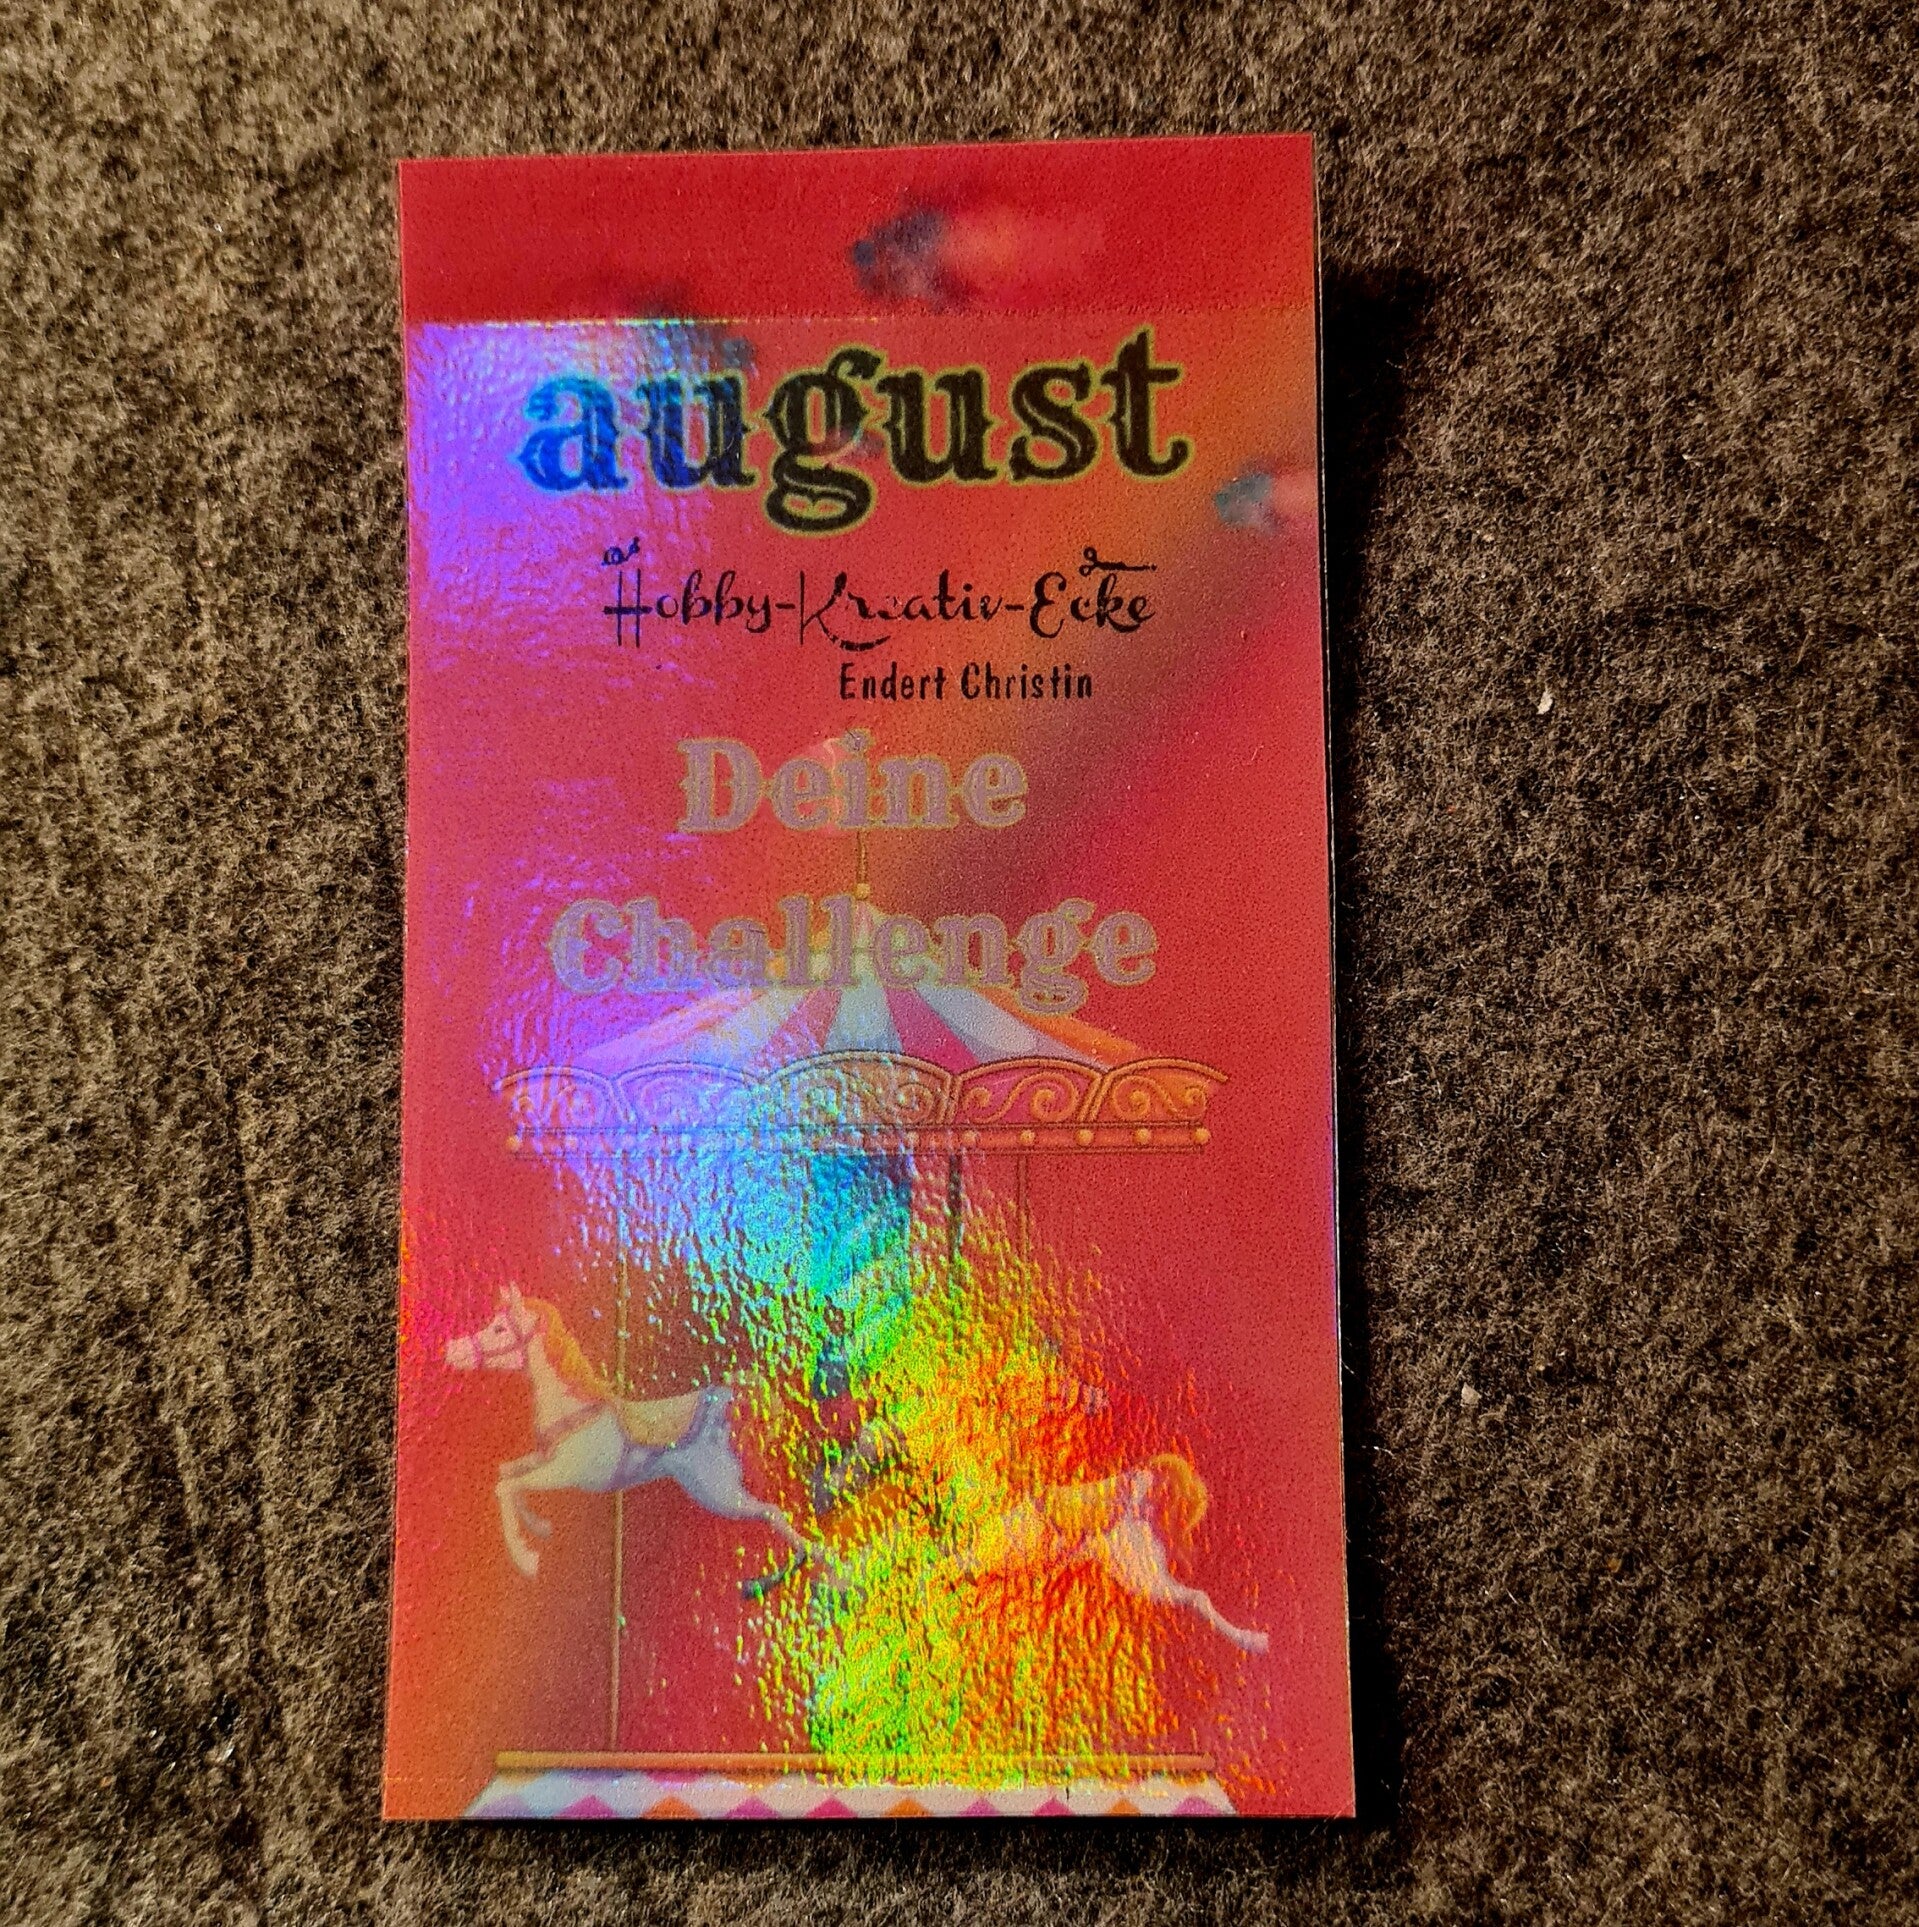 august
Hobby-Kreativ-Ecke
Endert Christin
Deine
Challenge